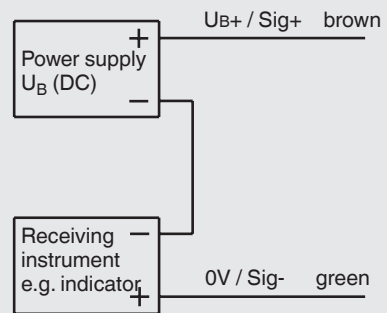 UB+ / Sig+ brown
+
Power supply
UB (DC)
−
Receiving −
instrument
e.g. indicator
0V / Sig- green
+